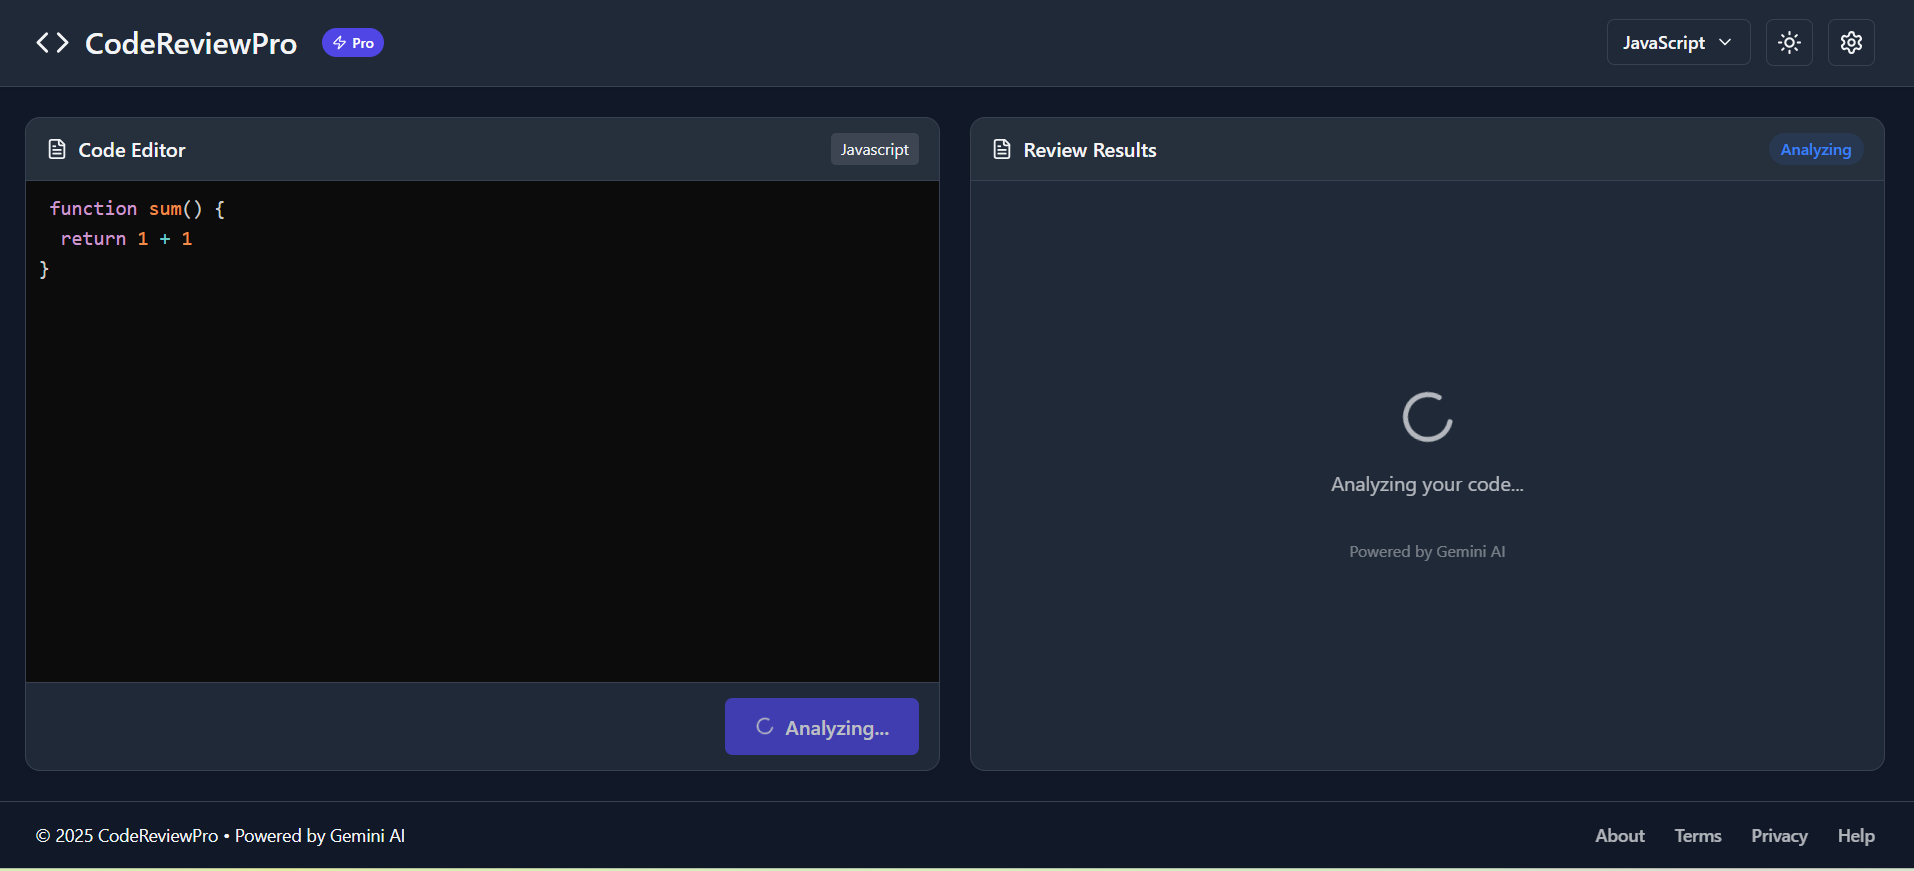 CodeReviewPro
Pro
JavaScript
Code Editor
Javascript
function sum() {
  return 1 + 1
}
Analyzing...
Review Results
Analyzing
Analyzing your code...
Powered by Gemini AI
© 2025 CodeReviewPro • Powered by Gemini AI
About
Terms
Privacy
Help